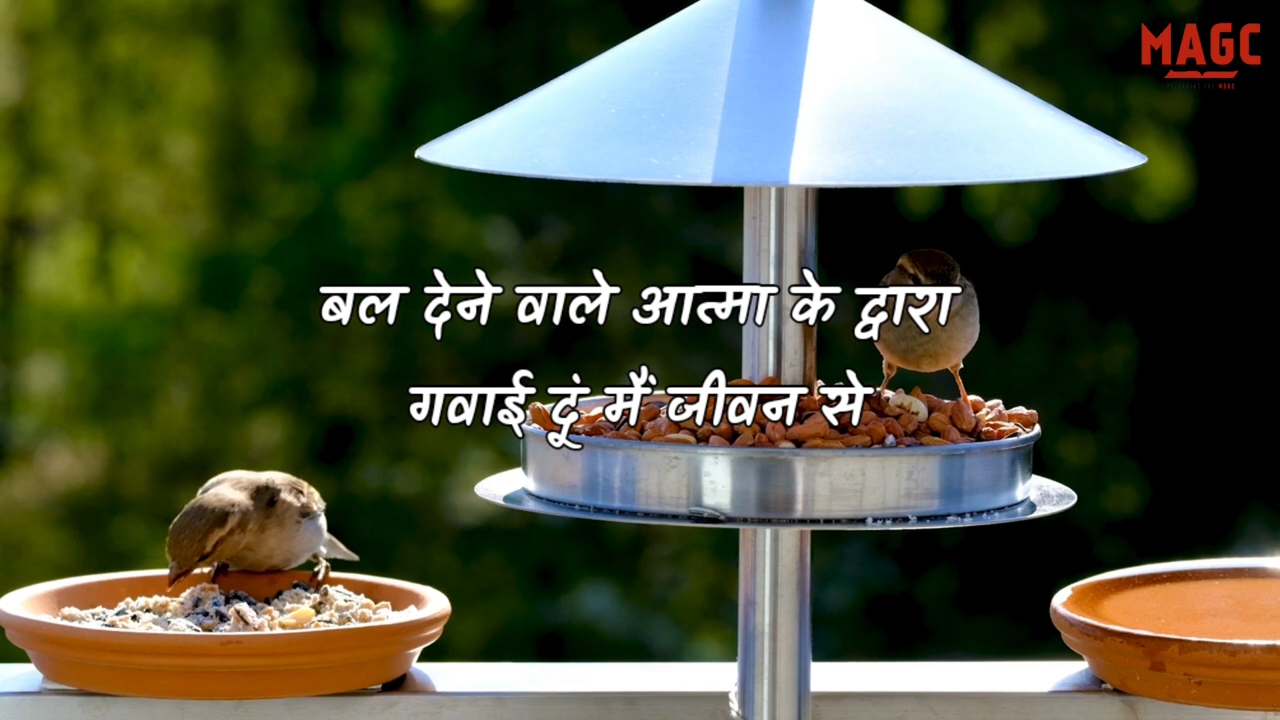 MAGC
बल देने वाले आत्मा के द्वारा
गवाई दूं मैं जीवन से